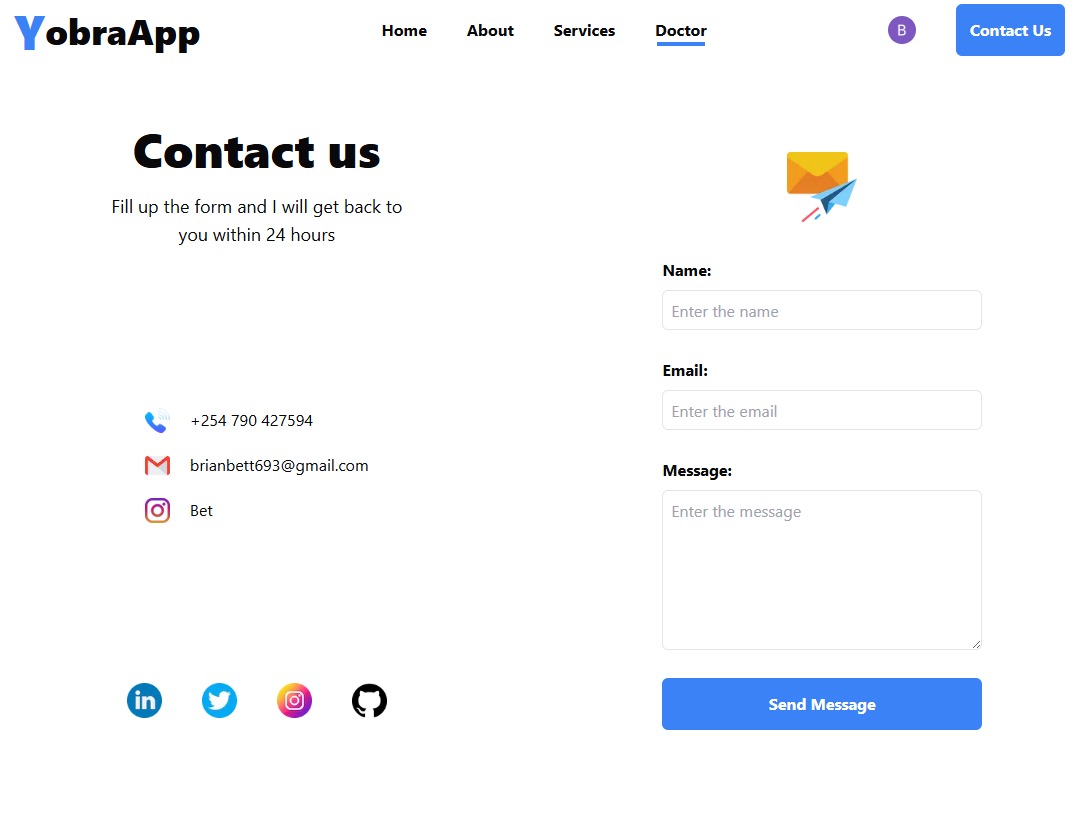 YobraApp
Home
About
Services
Doctor
B
Contact Us
Contact us
Fill up the form and I will get back to
you within 24 hours
+254 790 427594
brianbett693@gmail.com
Bet
in
Name:
Enter the name
Email:
Enter the email
Message:
Enter the message
Send Message